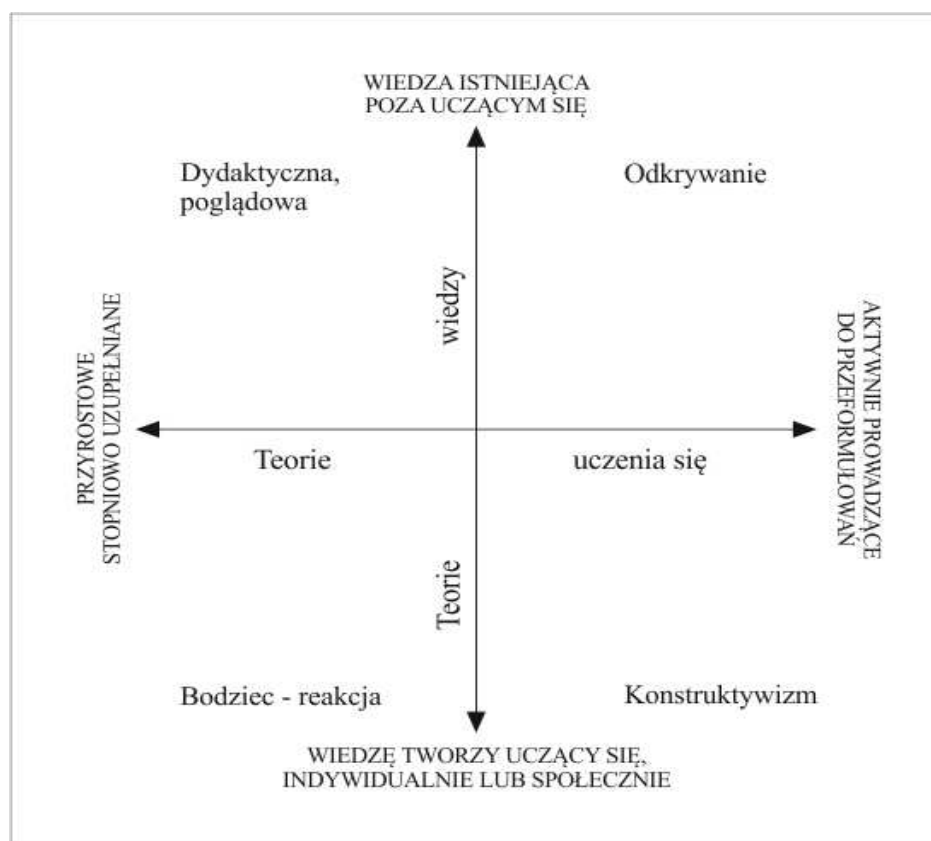 WIEDZA ISTNIEJĄCA
POZA UCZĄCYM SIĘ
Dydaktyczna,
poglądowa
Odkrywanie
wiedzy
PRZYROSTOWE
STOPNIOWO UZUPEŁNIANE
AKTYWNIE PROWADZĄCE
DO PRZEFORMUŁOWAŃ
Teorie
uczenia się
Teorie
Bodziec - reakcja
Konstruktywizm
WIEDZĘ TWORZY UCZĄCY SIĘ,
INDYWIDUALNIE LUB SPOŁECZNIE